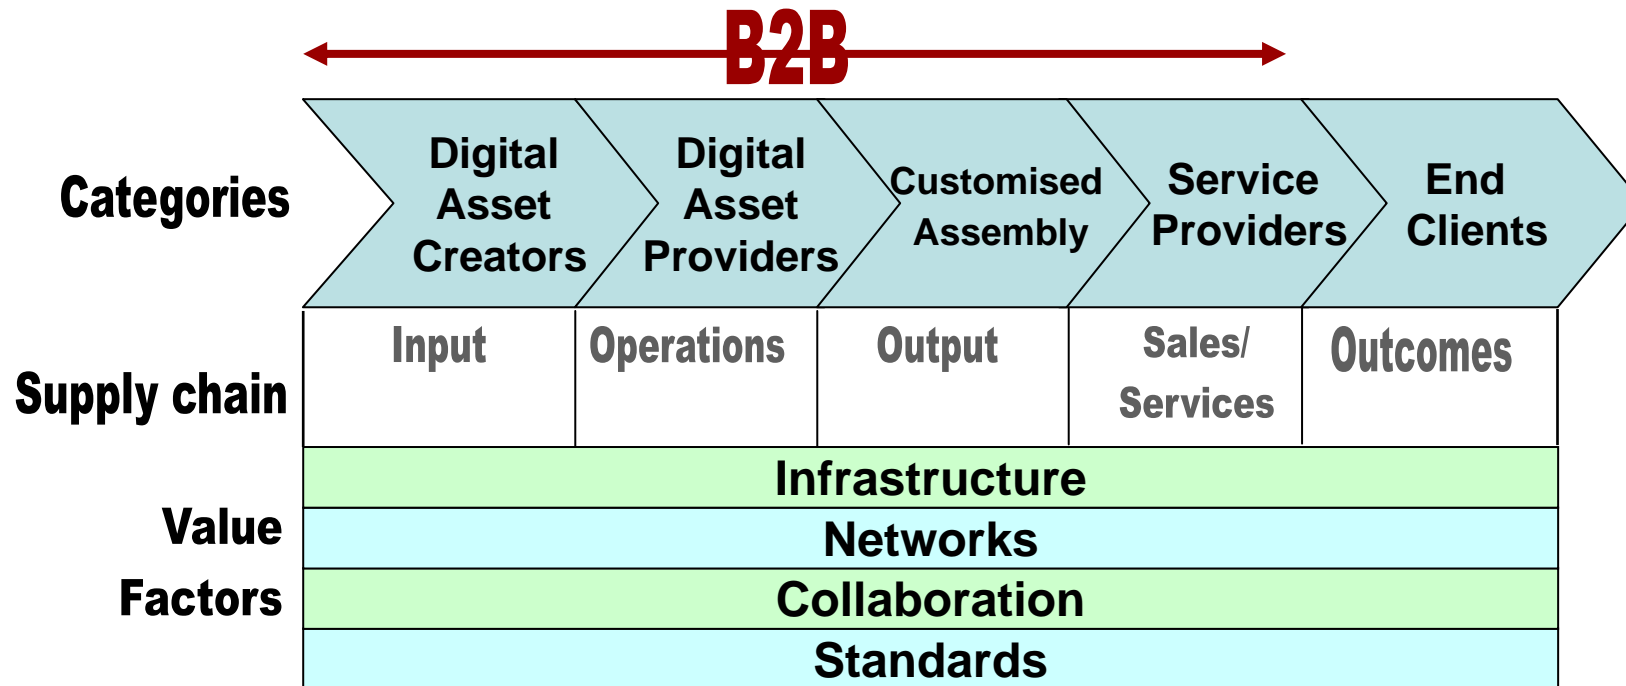 B2B
Categories
Digital
Asset
Creators
Digital
Asset
Providers
Customised
Assembly
Service
Providers
End
Clients
Supply chain
Input
Operations
Output
Sales/
Services
Outcomes
Value
Factors
Infrastructure
Networks
Collaboration
Standards